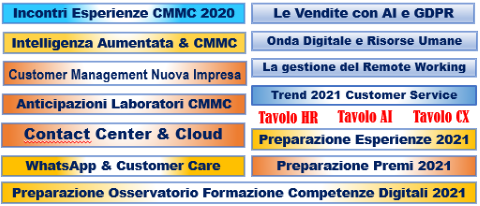 Incontri Esperienze CMMC 2020
Intelligenza Aumentata & CMMC
Customer Management Nuova Impresa
Anticipazioni Laboratori CMMC
Contact Center & Cloud
WhatsApp & Customer Care
Le Vendite con AI e GDPR
Onda Digitale e Risorse Umane
La gestione del Remote Working
Trend 2021 Customer Service
Tavolo HR Tavolo AI Tavolo CX
Preparazione Esperienze 2021
Preparazione Premi 2021
Preparazione Osservatorio Formazione Competenze Digitali 2021